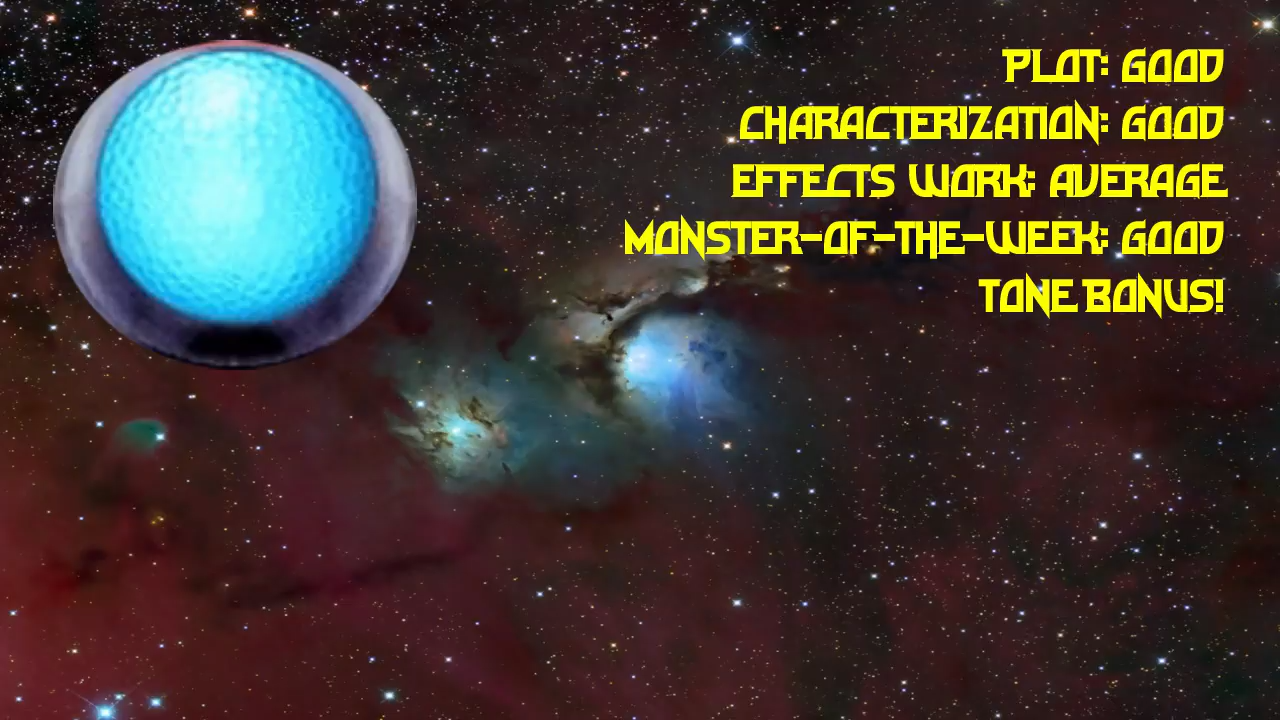 PLOT: GOOD
CHARACTERIZATION: GOOD
EFFECTS WORK: AVERAGE
MONSTER-OF-THE-WEEK: GOOD
TONE BONUS!